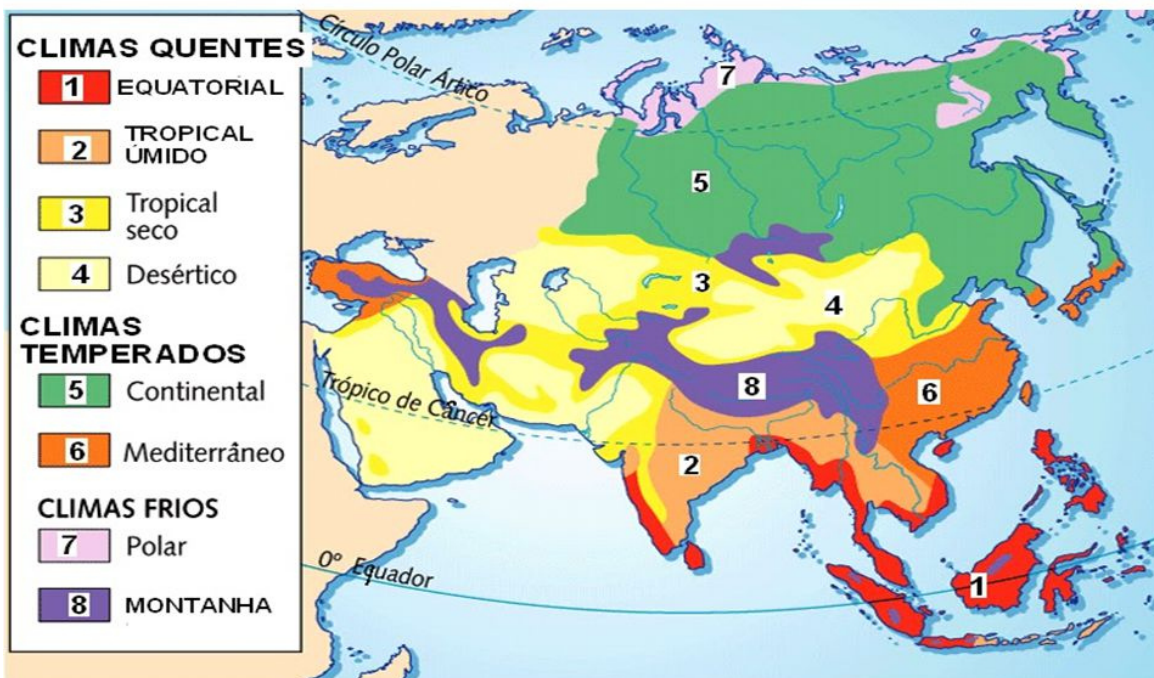 CLIMAS QUENTES
1 EQUATORIAL
2 TROPICAL
ÚMIDO
3 Tropical
seco
4 Desértico
CLIMAS
TEMPERADOS
5 Continental
6 Mediterrâneo
CLIMAS FRIOS
7 Polar
8 MONTANHA
Círculo Polar Ártico
7
5
3
4
Trópico de Câncer
8
6
2
0º Equador
1